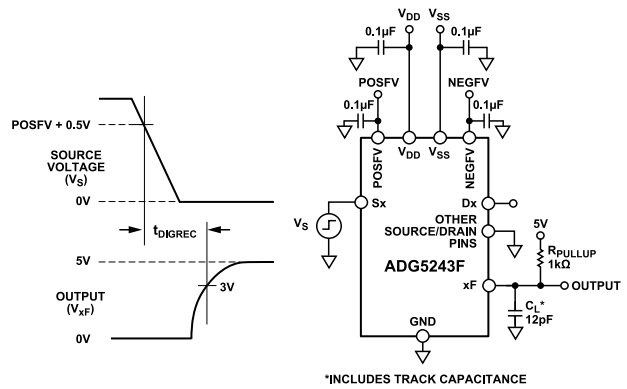 POSFV + 0.5V
SOURCE
VOLTAGE
(VS)
0V
tDIGREC
5V
OUTPUT
(VxF)
0V
3V
0.1µF
VDD
VSS
0.1µF
POSFV
NEGFV
0.1µF
0.1µF
POSFV
VDD
VSS
NEGFV
VS
Sx
Dx
OTHER
SOURCE/DRAIN
PINS
ADG5243F
xF
GND
5V
RPULLUP
1kΩ
OUTPUT
CL*
12pF
*INCLUDES TRACK CAPACITANCE